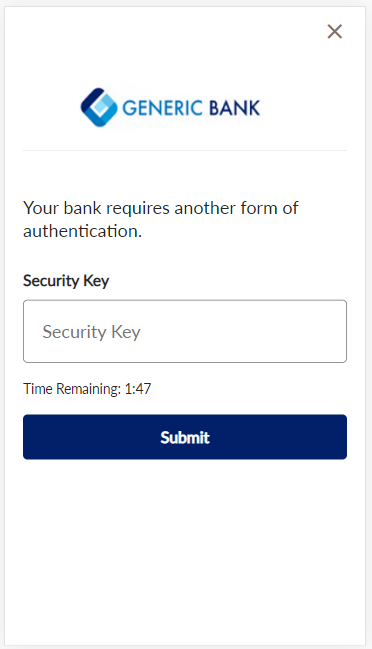 GENERIC BANK
Your bank requires another form of
authentication.
Security Key
Security Key
Time Remaining: 1:47
Submit